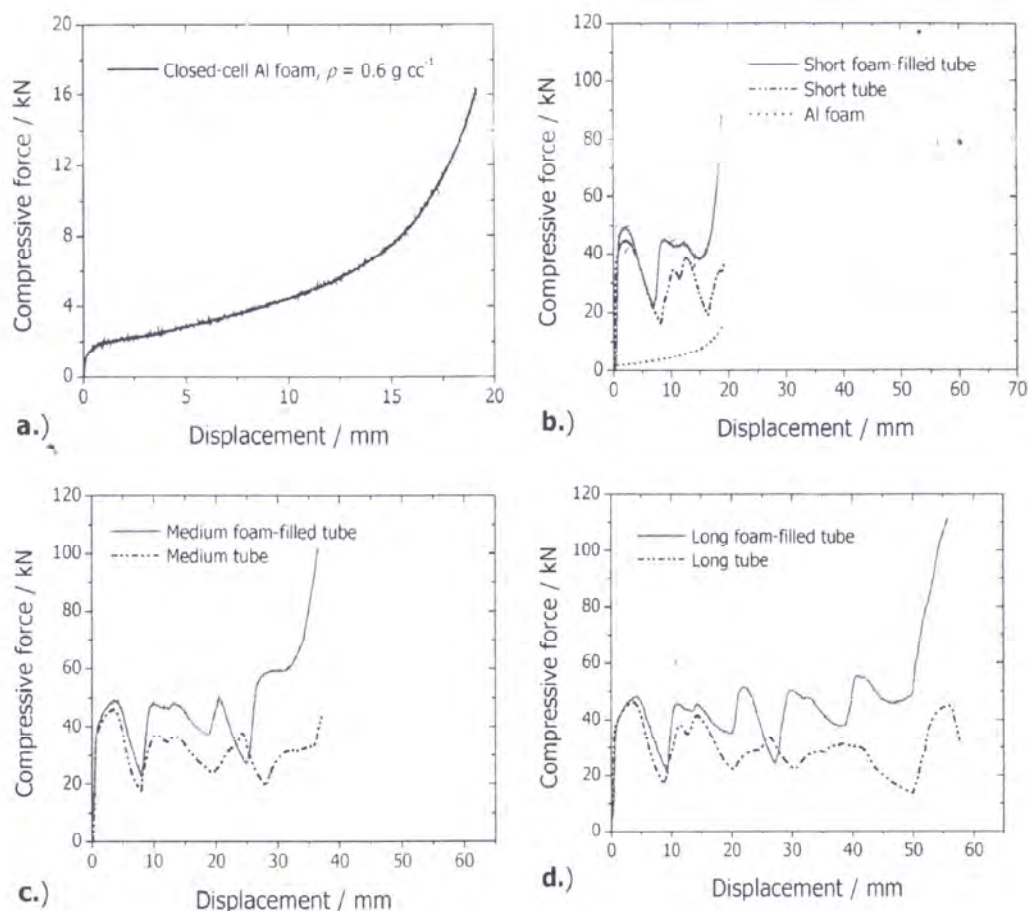 20
16
12
8
4
0
Compressive force / kN
Closed-cell Al foam, ρ = 0.6 g cc⁻¹
0 5 10 15 20
a.)
Displacement / mm
120
100
80
60
40
20
0
Compressive force / kN
Short foam-filled tube
Short tube
Al foam
0 10 20 30 40 50 60 70
b.)
Displacement / mm
120
100
80
60
40
20
0
Compressive force / kN
Medium foam-filled tube
Medium tube
0 10 20 30 40 50 60
c.)
Displacement / mm
120
100
80
60
40
20
0
Compressive force / kN
Long foam-filled tube
Long tube
0 10 20 30 40 50 60
d.)
Displacement / mm